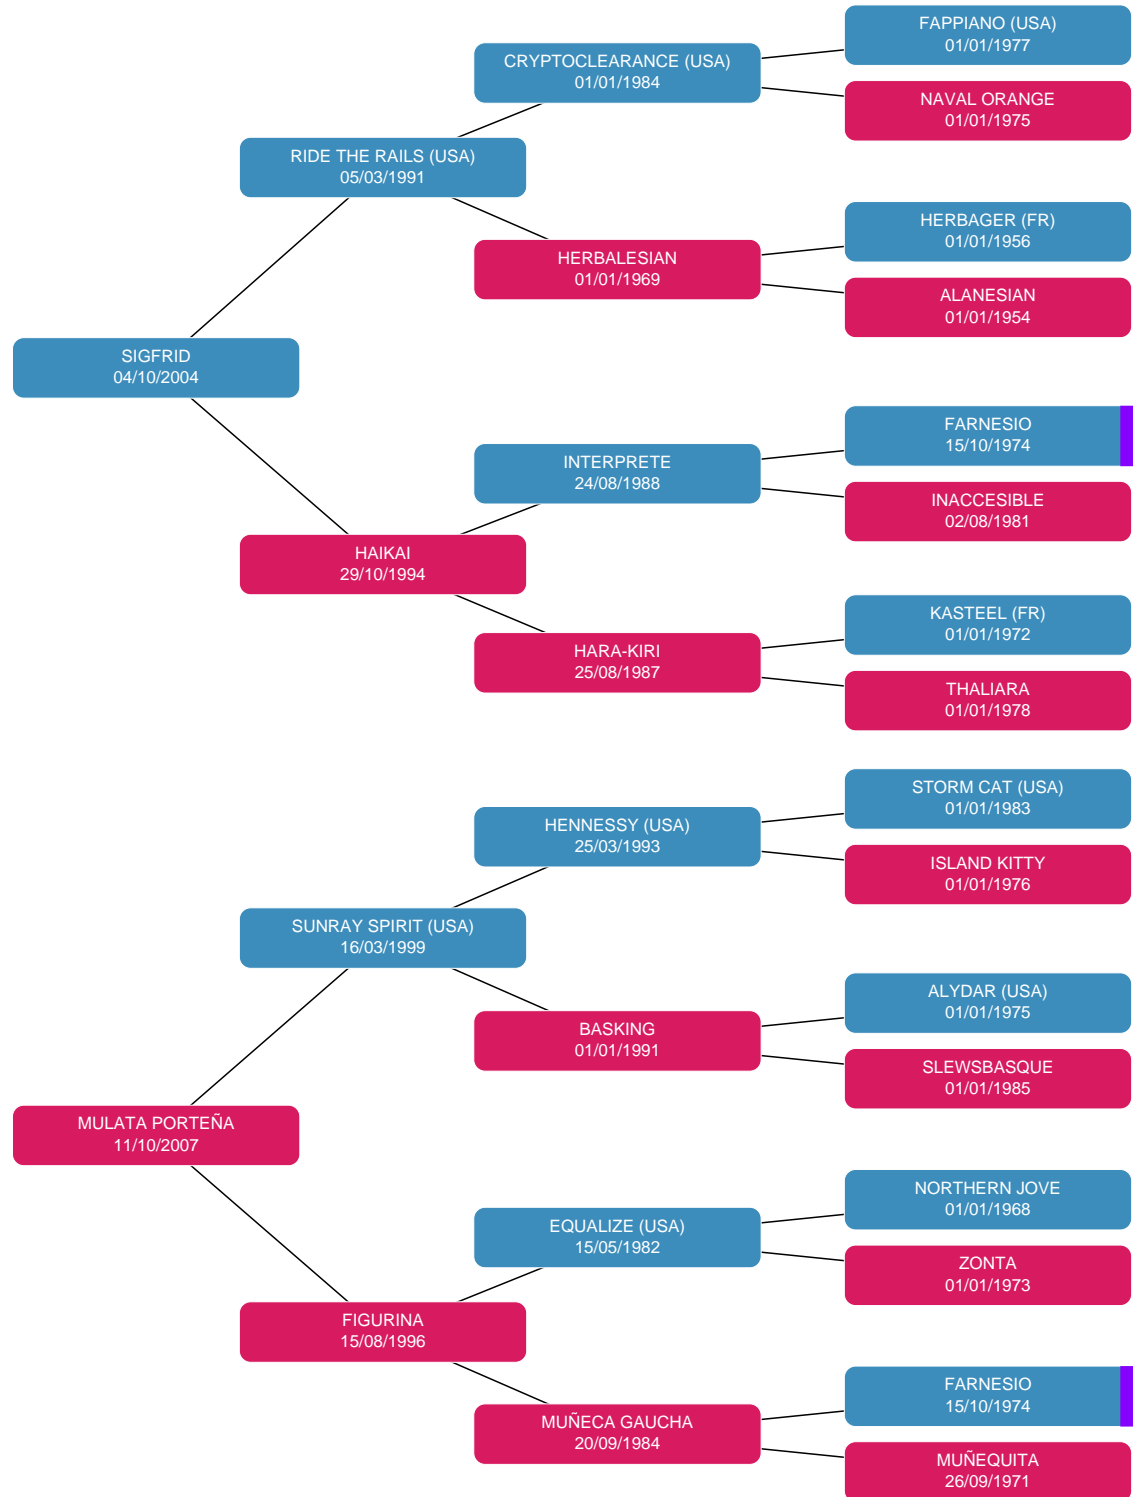 FAPPIANO (USA)
01/01/1977
CRYPTOCLEARANCE (USA)
01/01/1984
NAVAL ORANGE
01/01/1975
RIDE THE RAILS (USA)
05/03/1991
HERBAGER (FR)
01/01/1956
HERBALESIAN
01/01/1969
ALANESIAN
01/01/1954
SIGFRID
04/10/2004
FARNESIO
15/10/1974
INTERPRETE
24/08/1988
INACCESIBLE
02/08/1981
HAIKAI
29/10/1994
KASTEEL (FR)
01/01/1972
HARA-KIRI
25/08/1987
THALIARA
01/01/1978
STORM CAT (USA)
01/01/1983
HENNESSY (USA)
25/03/1993
ISLAND KITTY
01/01/1976
SUNRAY SPIRIT (USA)
16/03/1999
ALYDAR (USA)
01/01/1975
BASKING
01/01/1991
SLEWSBASQUE
01/01/1985
MULATA PORTEÑA
11/10/2007
NORTHERN JOVE
01/01/1968
EQUALIZE (USA)
15/05/1982
ZONTA
01/01/1973
FIGURINA
15/08/1996
FARNESIO
15/10/1974
MUÑECA GAUCHA
20/09/1984
MUÑEQUITA
26/09/1971